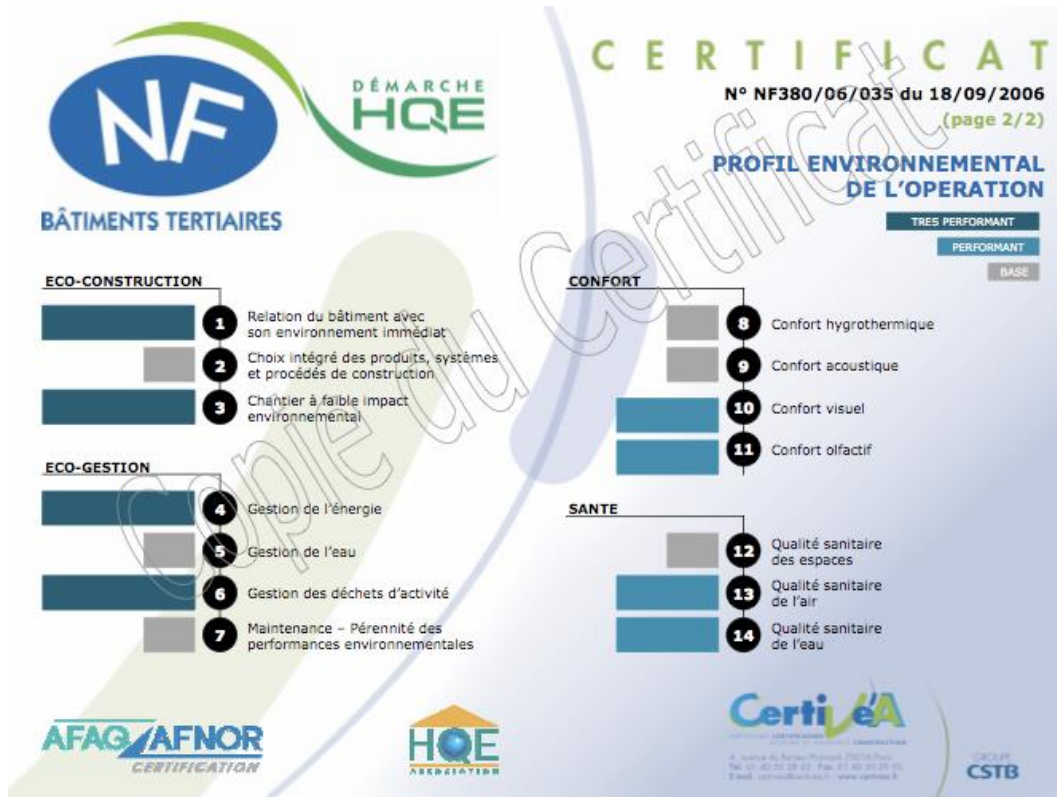 NF
DÉMARCHE
HQE
BÂTIMENTS TERTIAIRES
CERTIFICAT
N° NF380/06/035 du 18/09/2006
(page 2/2)
PROFIL ENVIRONNEMENTAL
DE L'OPERATION
TRES PERFORMANT
PERFORMANT
BASE
ECO-CONSTRUCTION
1 Relation du bâtiment avec
son environnement immédiat
2 Choix intégré des produits, systèmes
et procédés de construction
3 Chantier à faible impact
environnemental
ECO-GESTION
4 Gestion de l'énergie
5 Gestion de l'eau
6 Gestion des déchets d'activité
7 Maintenance – Pérennité des
performances environnementales
CONFORT
8 Confort hygrothermique
9 Confort acoustique
10 Confort visuel
11 Confort olfactif
SANTE
12 Qualité sanitaire
des espaces
13 Qualité sanitaire
de l'air
14 Qualité sanitaire
de l'eau
Copie du Certificat
AFAQ AFNOR
CERTIFICATION
HQE
ASSOCIATION
CertivéA
GROUPE
CSTB